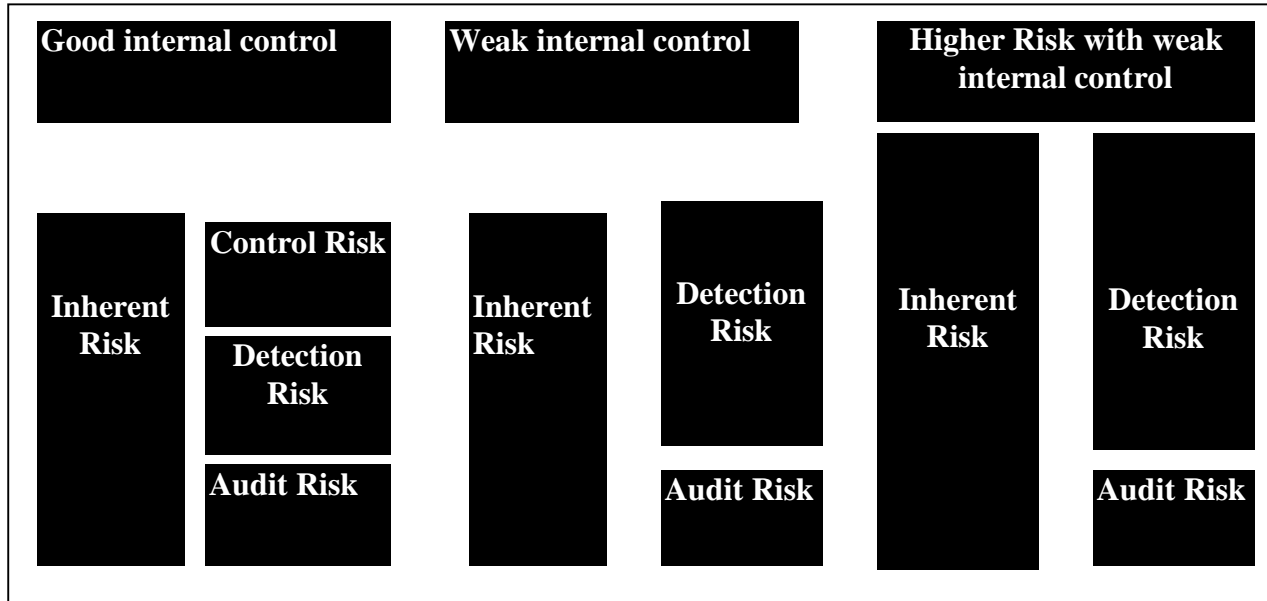 Good internal control
Weak internal control
Higher Risk with weak
internal control
Inherent
Risk
Control Risk
Detection
Risk
Audit Risk
Inherent
Risk
Detection
Risk
Audit Risk
Inherent
Risk
Detection
Risk
Audit Risk